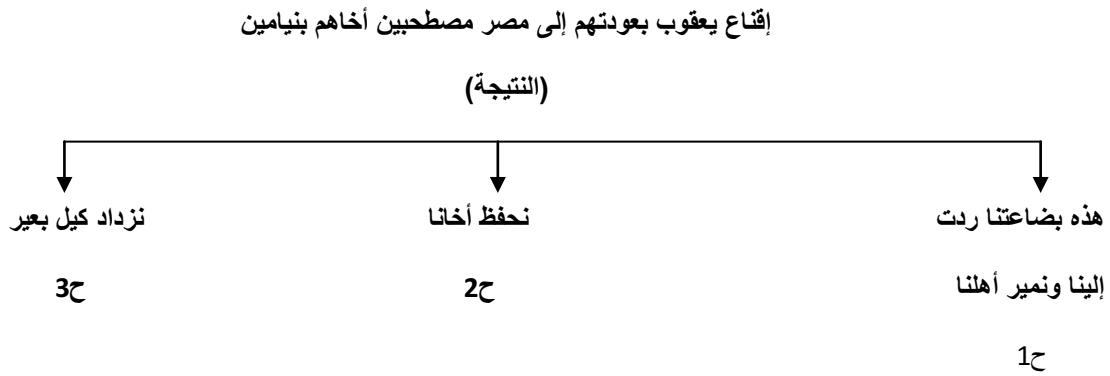 إقناع يعقوب بعودتهم إلى مصر مصطحبين أخاهم بنيامين
(النتيجة)
هذه بضاعتنا ردت نحفظ أخانا نزداد كيل بعير
إلينا ونمير أهلنا ح2 ح3
ح1